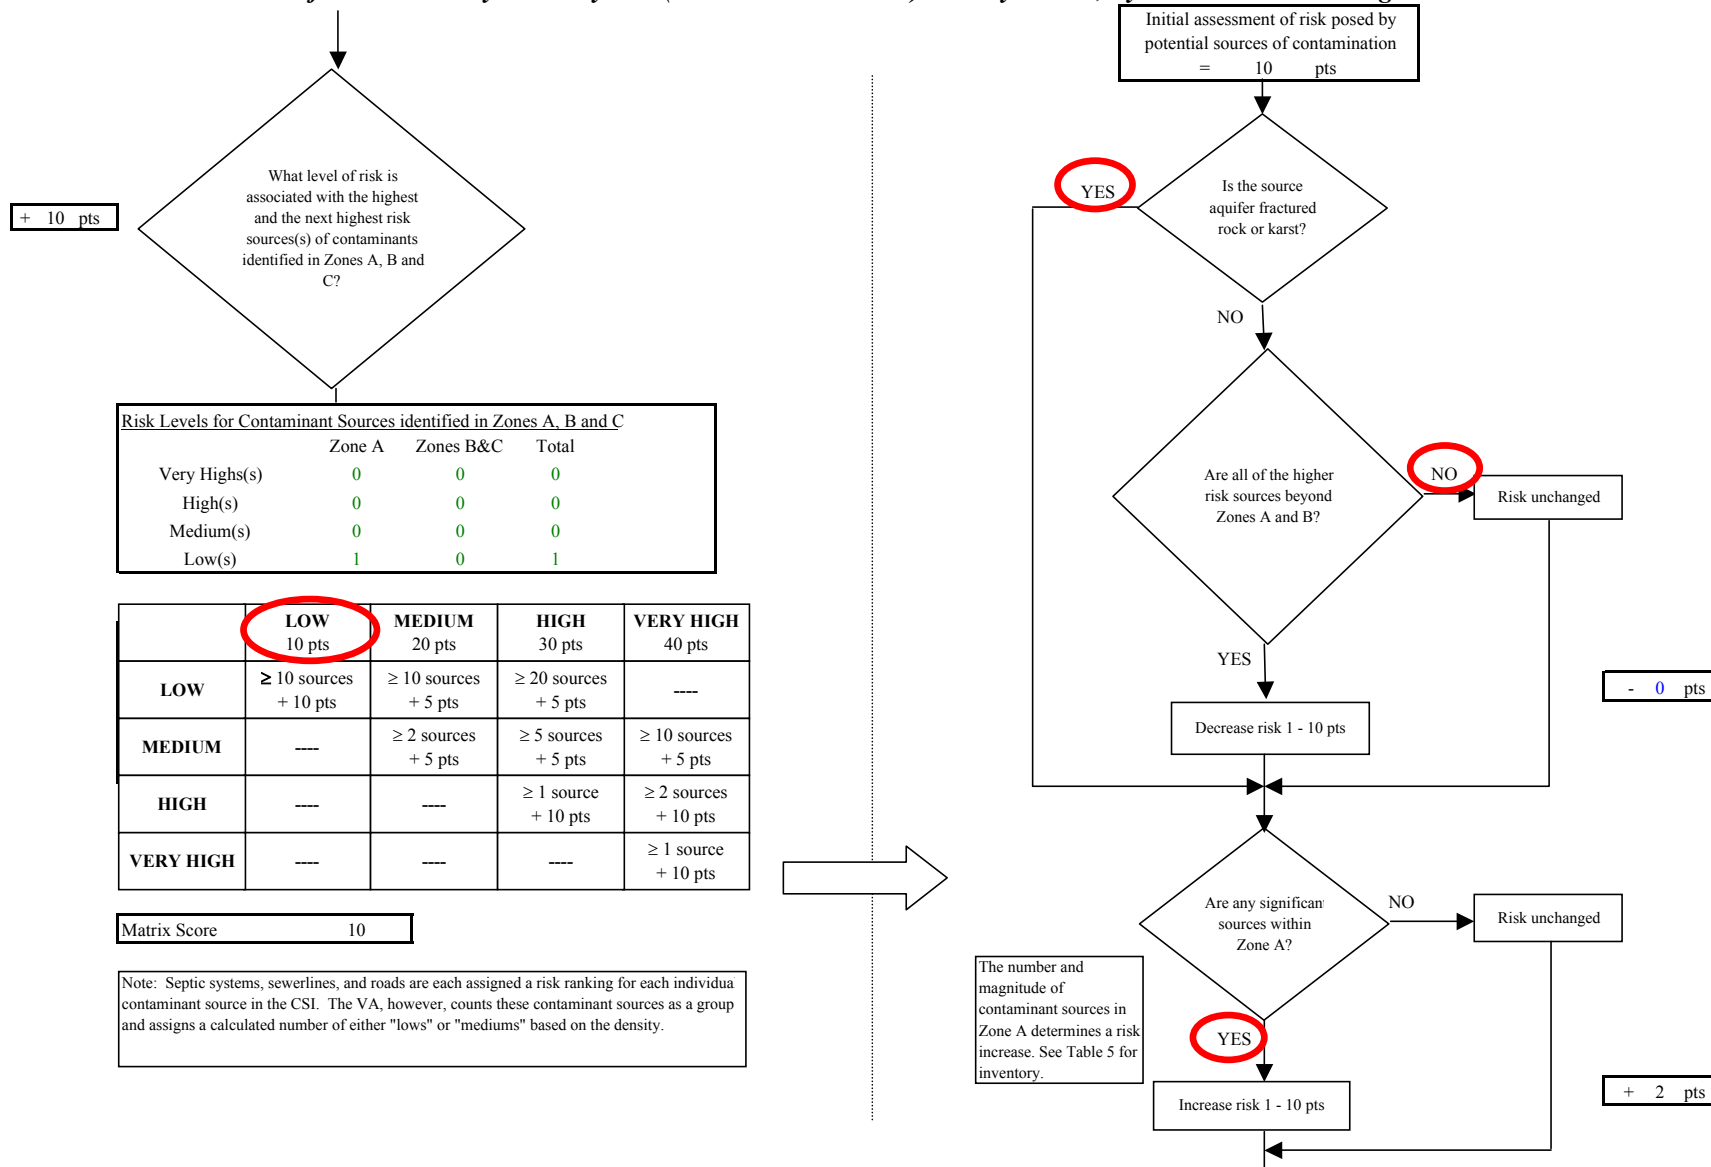 Initial assessment of risk posed by
potential sources of contamination
= 10 pts
What level of risk is
associated with the highest
and the next highest risk
sources(s) of contaminants
identified in Zones A, B and
C?
+ 10 pts
Risk Levels for Contaminant Sources identified in Zones A, B and C
Zone A Zones B&C Total
Very Highs(s) 0 0 0
High(s) 0 0 0
Medium(s) 0 0 0
Low(s) 1 0 1
LOW MEDIUM HIGH VERY HIGH
10 pts 20 pts 30 pts 40 pts
LOW ≥ 10 sources ≥ 10 sources ≥ 20 sources ----
+ 10 pts + 5 pts + 5 pts
MEDIUM ---- ≥ 2 sources ≥ 5 sources ≥ 10 sources
+ 5 pts + 5 pts + 5 pts
HIGH ---- ---- ≥ 1 source ≥ 2 sources
+ 10 pts + 10 pts
VERY HIGH ---- ---- ---- ≥ 1 source
+ 10 pts
Matrix Score 10
Note: Septic systems, sewerlines, and roads are each assigned a risk ranking for each individua
contaminant source in the CSI. The VA, however, counts these contaminant sources as a group
and assigns a calculated number of either "lows" or "mediums" based on the density.
YES
Is the source
aquifer fractured
rock or karst?
NO
Are all of the higher
risk sources beyond
Zones A and B?
NO
Risk unchanged
YES
- 0 pts
Decrease risk 1 - 10 pts
Are any significan
sources within
Zone A?
NO
Risk unchanged
The number and
magnitude of
contaminant sources in
Zone A determines a risk
increase. See Table 5 for
inventory.
YES
Increase risk 1 - 10 pts
+ 2 pts